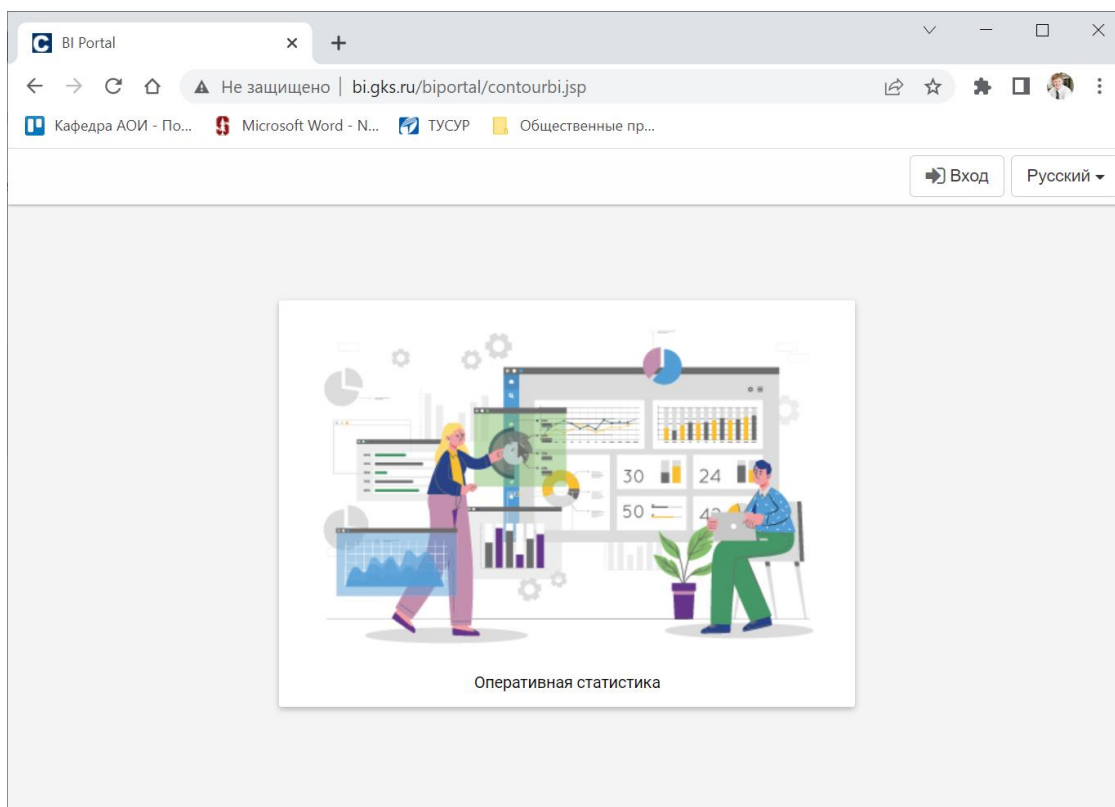 BI Portal
Не защищено | bi.gks.ru/biportal/contourbi.jsp
Кафедра АОИ - По... Microsoft Word - N... ТУСУР Общественные пр...
Вход Русский
30 24
50
Оперативная статистика